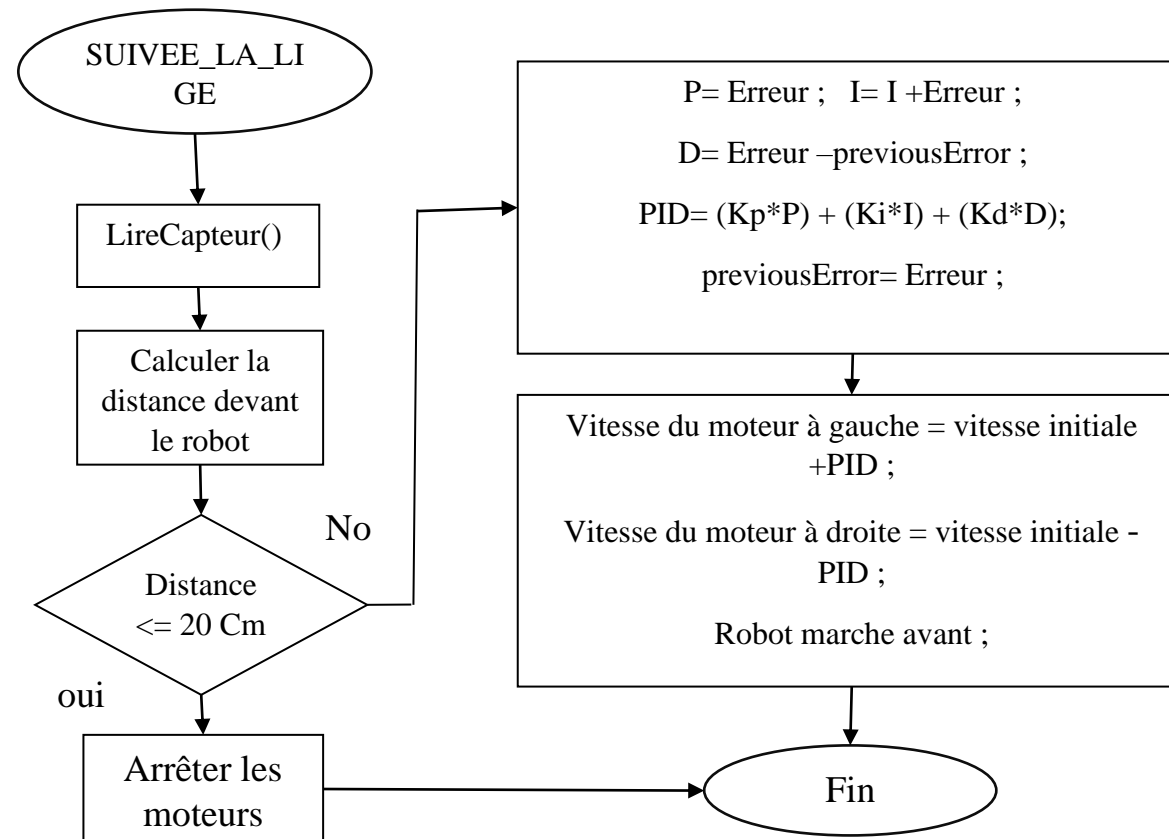 SUIVEE_LA_LI
GE
LireCapteur()
Calculer la
distance devant
le robot
Distance
<= 20 Cm
No
oui
Arrêter les
moteurs
P= Erreur ; I= I +Erreur ;
D= Erreur –previousError ;
PID= (Kp*P) + (Ki*I) + (Kd*D);
previousError= Erreur ;
Vitesse du moteur à gauche = vitesse initiale
+PID ;
Vitesse du moteur à droite = vitesse initiale -
PID ;
Robot marche avant ;
Fin